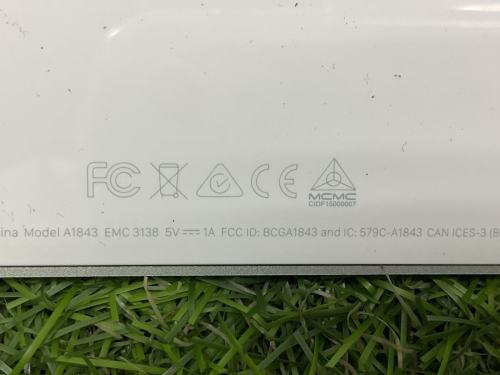 FC CE
MCMC
CIDF15000007
ina Model A1843 EMC 3138 5V⎓1A FCC ID: BCGA1843 and IC: 579C-A1843 CAN ICES-3 (B